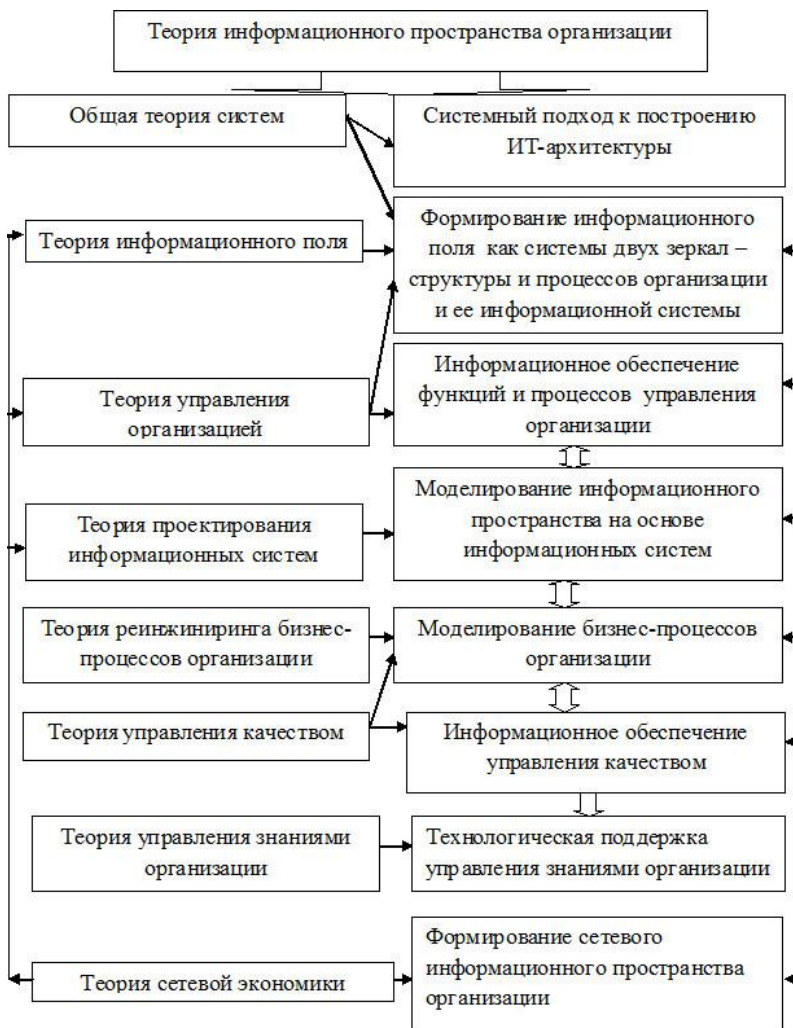 Теория информационного пространства организации
Общая теория систем
Системный подход к построению
ИТ-архитектуры
Теория информационного поля
Формирование информационного
поля как системы двух зеркал –
структуры и процессов организации
и ее информационной системы
Теория управления
организацией
Информационное обеспечение
функций и процессов управления
организации
Теория проектирования
информационных систем
Моделирование информационного
пространства на основе
информационных систем
Теория реинжиниринга бизнес-
процессов организации
Моделирование бизнес-процессов
организации
Теория управления качеством
Информационное обеспечение
управления качеством
Теория управления знаниями
организации
Технологическая поддержка
управления знаниями организации
Теория сетевой экономики
Формирование сетевого
информационного пространства
организации